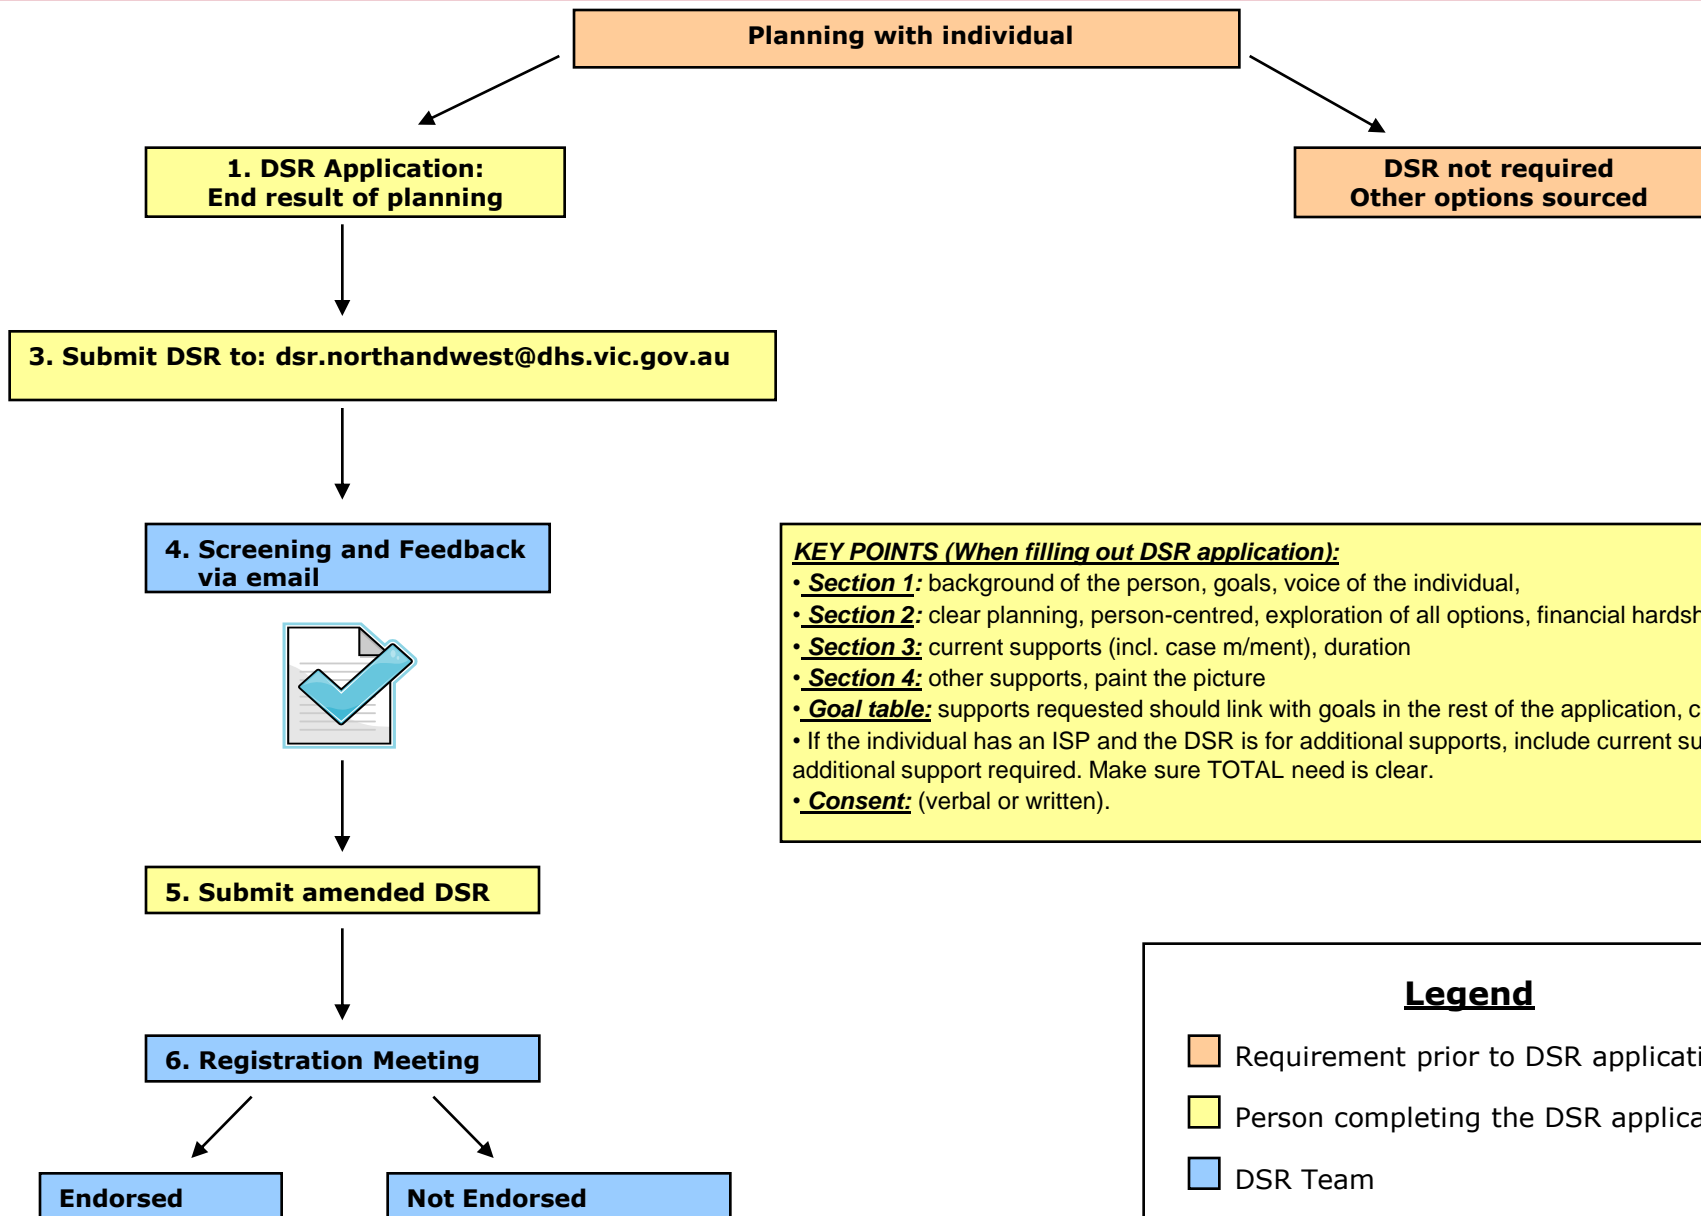 Planning with individual
1. DSR Application:
End result of planning
DSR not required
Other options sourced
3. Submit DSR to: dsr.northandwest@dhs.vic.gov.au
4. Screening and Feedback
via email
KEY POINTS (When filling out DSR application):
• Section 1: background of the person, goals, voice of the individual,
• Section 2: clear planning, person-centred, exploration of all options, financial
• Section 3: current supports (incl. case m/ment), duration
• Section 4: other supports, paint the picture
• Goal table: supports requested should link with goals in the rest of the application,
• If the individual has an ISP and the DSR is for additional supports, include current
additional support required. Make sure TOTAL need is clear.
• Consent: (verbal or written).
5. Submit amended DSR
6. Registration Meeting
Endorsed
Not Endorsed
Legend
Requirement prior to DSR
Person completing the DSR
DSR Team